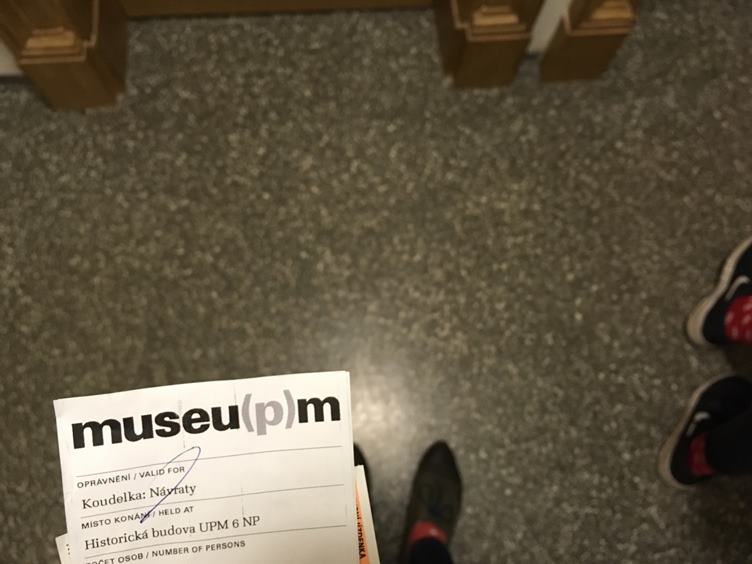 museu(p)m
OPRÁVNĚNÍ / VALID FOR
Koudelka: Návraty
MÍSTO KONÁNÍ / HELD AT
Historická budova UPM 6 NP
POČET OSOB / NUMBER OF PERSONS